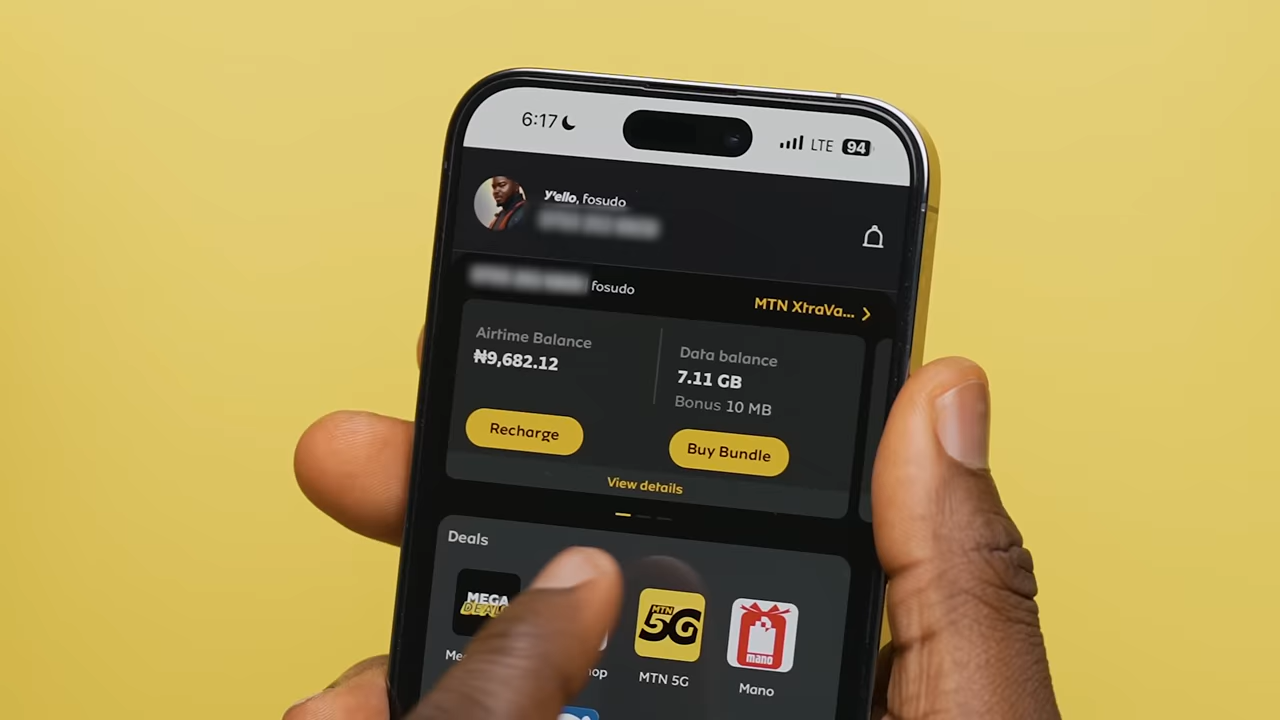 6:17
LTE 94
y'ello, fosudo
fosudo
MTN XtraVa...
Airtime Balance
₦9,682.12
Data balance
7.11 GB
Bonus 10 MB
Recharge
Buy Bundle
View details
Deals
MEGA
MTN
5G
mano
MTN 5G
Mano